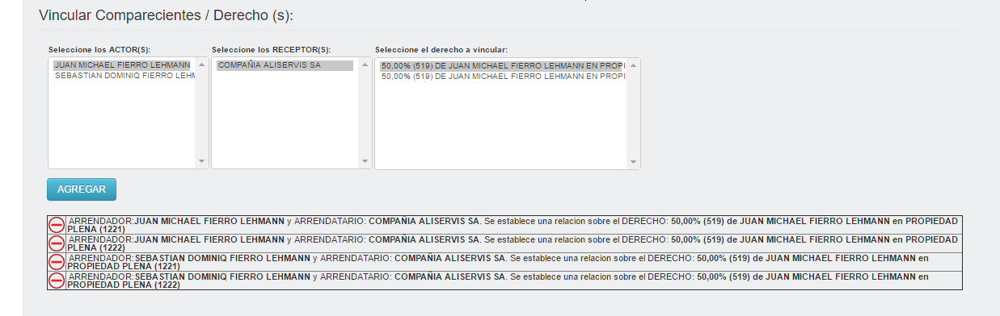 Vincular Comparecientes / Derecho (s):
Seleccione los ACTOR(S): Seleccione los RECEPTOR(S): Seleccione el derecho a vincular:
JUAN MICHAEL FIERRO LEHMANN COMPAÑIA ALISERVIS SA 50,00% (519) DE JUAN MICHAEL FIERRO LEHMANN EN PROPI
SEBASTIAN DOMINIQ FIERRO LEHM 50,00% (519) DE JUAN MICHAEL FIERRO LEHMANN EN PROPI
AGREGAR
ARRENDADOR:JUAN MICHAEL FIERRO LEHMANN y ARRENDATARIO: COMPAÑIA ALISERVIS SA. Se establece una relacion sobre el DERECHO: 50,00% (519) de JUAN MICHAEL FIERRO LEHMANN en PROPIEDAD
PLENA (1221)
ARRENDADOR:JUAN MICHAEL FIERRO LEHMANN y ARRENDATARIO: COMPAÑIA ALISERVIS SA. Se establece una relacion sobre el DERECHO: 50,00% (519) de JUAN MICHAEL FIERRO LEHMANN en PROPIEDAD
PLENA (1222)
ARRENDADOR:SEBASTIAN DOMINIQ FIERRO LEHMANN y ARRENDATARIO: COMPAÑIA ALISERVIS SA. Se establece una relacion sobre el DERECHO: 50,00% (519) de JUAN MICHAEL FIERRO LEHMANN en
PROPIEDAD PLENA (1221)
ARRENDADOR:SEBASTIAN DOMINIQ FIERRO LEHMANN y ARRENDATARIO: COMPAÑIA ALISERVIS SA. Se establece una relacion sobre el DERECHO: 50,00% (519) de JUAN MICHAEL FIERRO LEHMANN en
PROPIEDAD PLENA (1222)